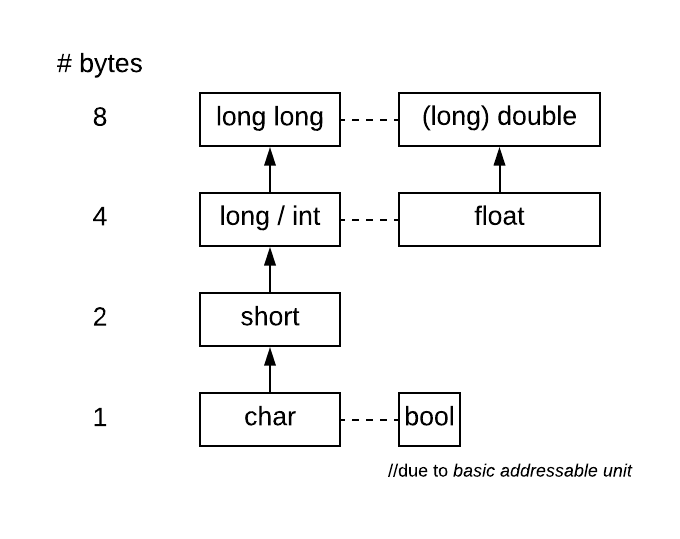 # bytes
8 long long (long) double
4 long / int float
2 short
1 char bool
//due to basic addressable unit